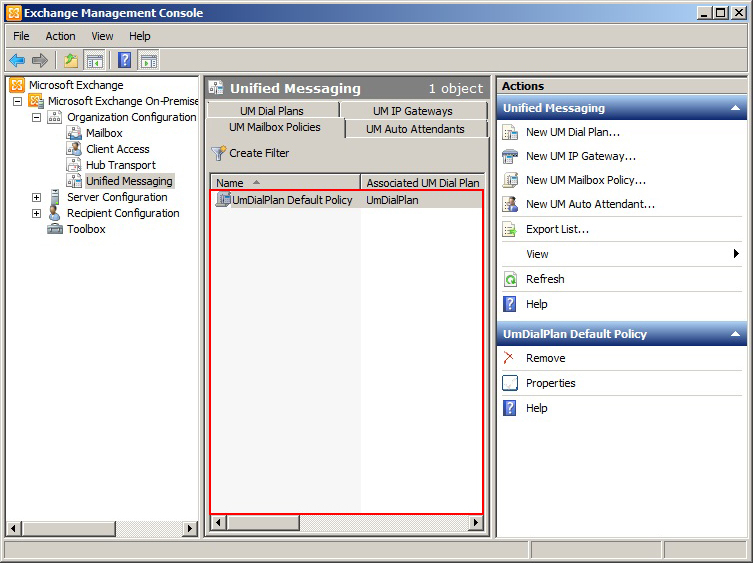 Exchange Management Console
File Action View Help
Microsoft Exchange
Microsoft Exchange On-Premise
Organization Configuration
Mailbox
Client Access
Hub Transport
Unified Messaging
Server Configuration
Recipient Configuration
Toolbox
Unified Messaging 1 object
UM Dial Plans UM IP Gateways
UM Mailbox Policies UM Auto Attendants
Create Filter
Name Associated UM Dial Plan
UmDialPlan Default Policy UmDialPlan
Actions
Unified Messaging
New UM Dial Plan...
New UM IP Gateway...
New UM Mailbox Policy...
New UM Auto Attendant...
Export List...
View
Refresh
Help
UmDialPlan Default Policy
Remove
Properties
Help